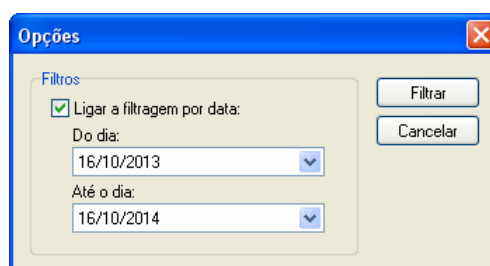 Opções
Filtros
Ligar a filtragem por data:
Do dia:
16/10/2013
Até o dia:
16/10/2014
Filtrar
Cancelar